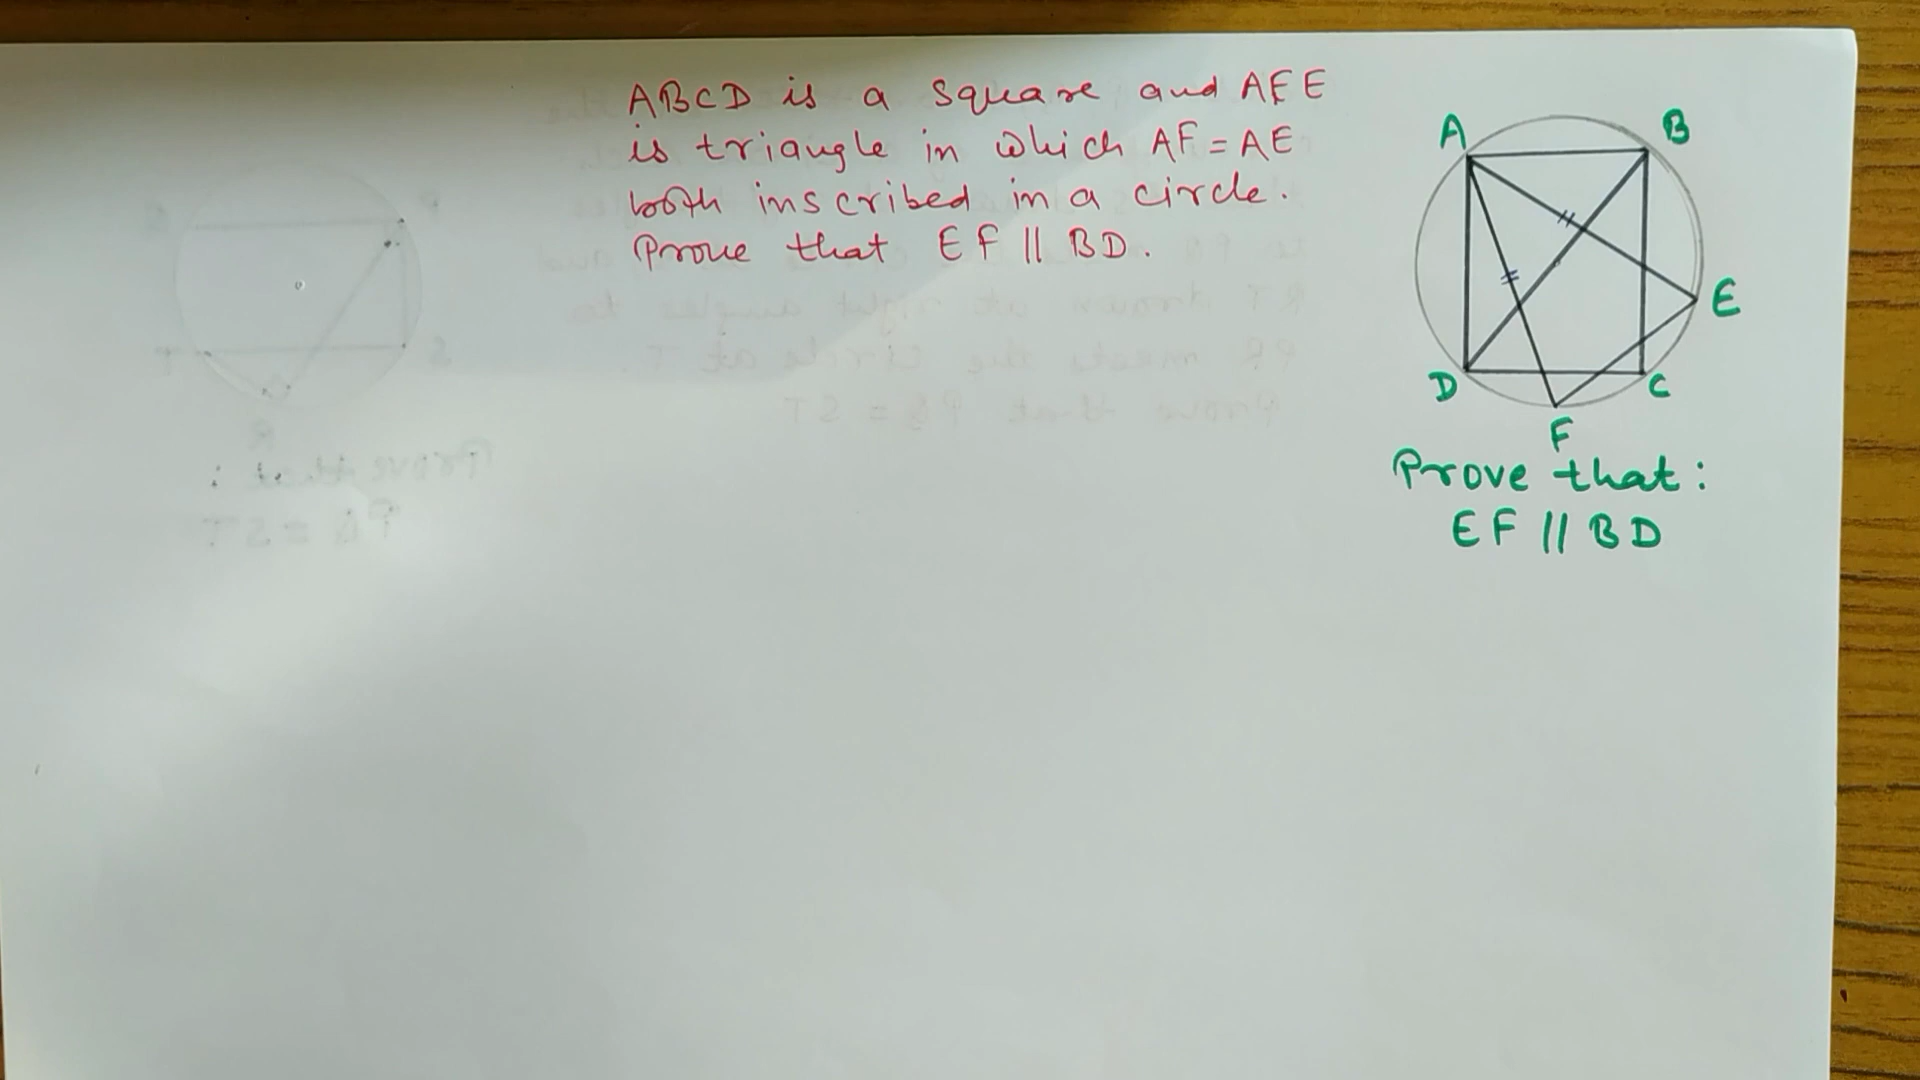 ABCD is a square and AFE
is triangle in which AF = AE
both inscribed in a circle.
Prove that EF || BD.
A
B
E
D
C
F
Prove that:
EF || BD